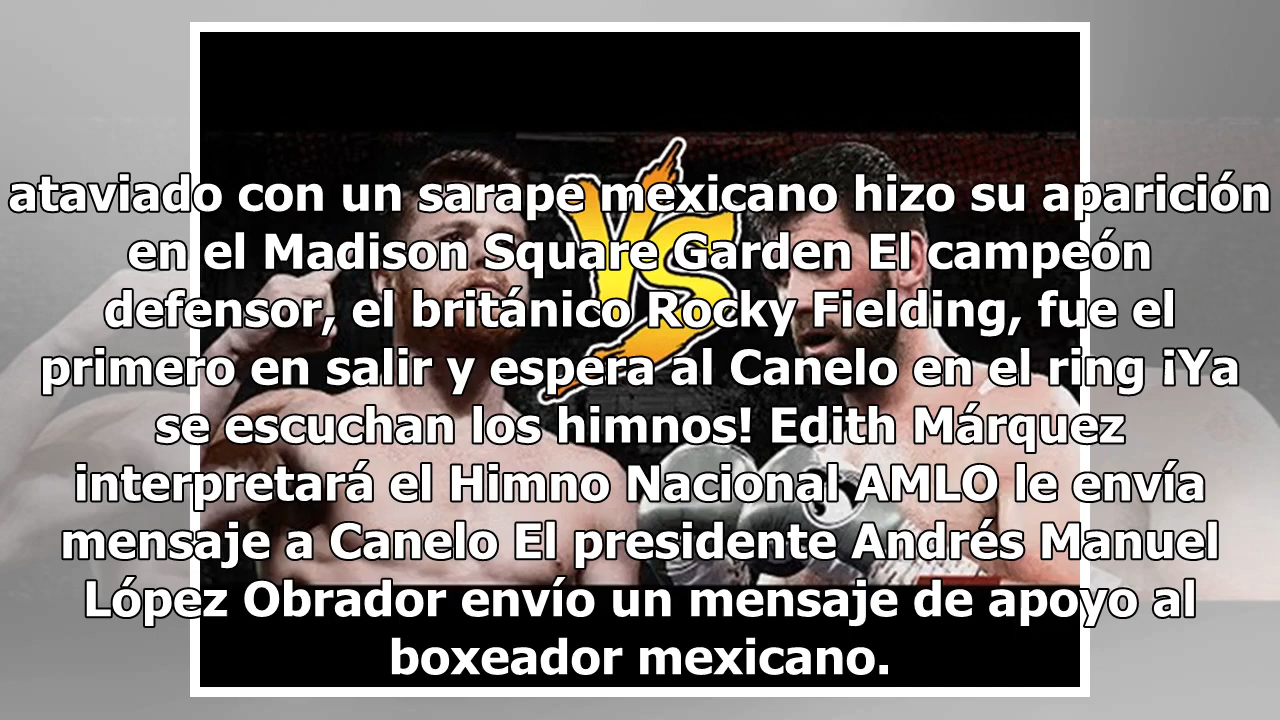 VS
ataviado con un sarape mexicano hizo su aparición
en el Madison Square Garden El campeón
defensor, el británico Rocky Fielding, fue el
primero en salir y espera al Canelo en el ring ¡Ya
se escuchan los himnos! Edith Márquez
interpretará el Himno Nacional AMLO le envía
mensaje a Canelo El presidente Andrés Manuel
López Obrador envío un mensaje de apoyo al
boxeador mexicano.